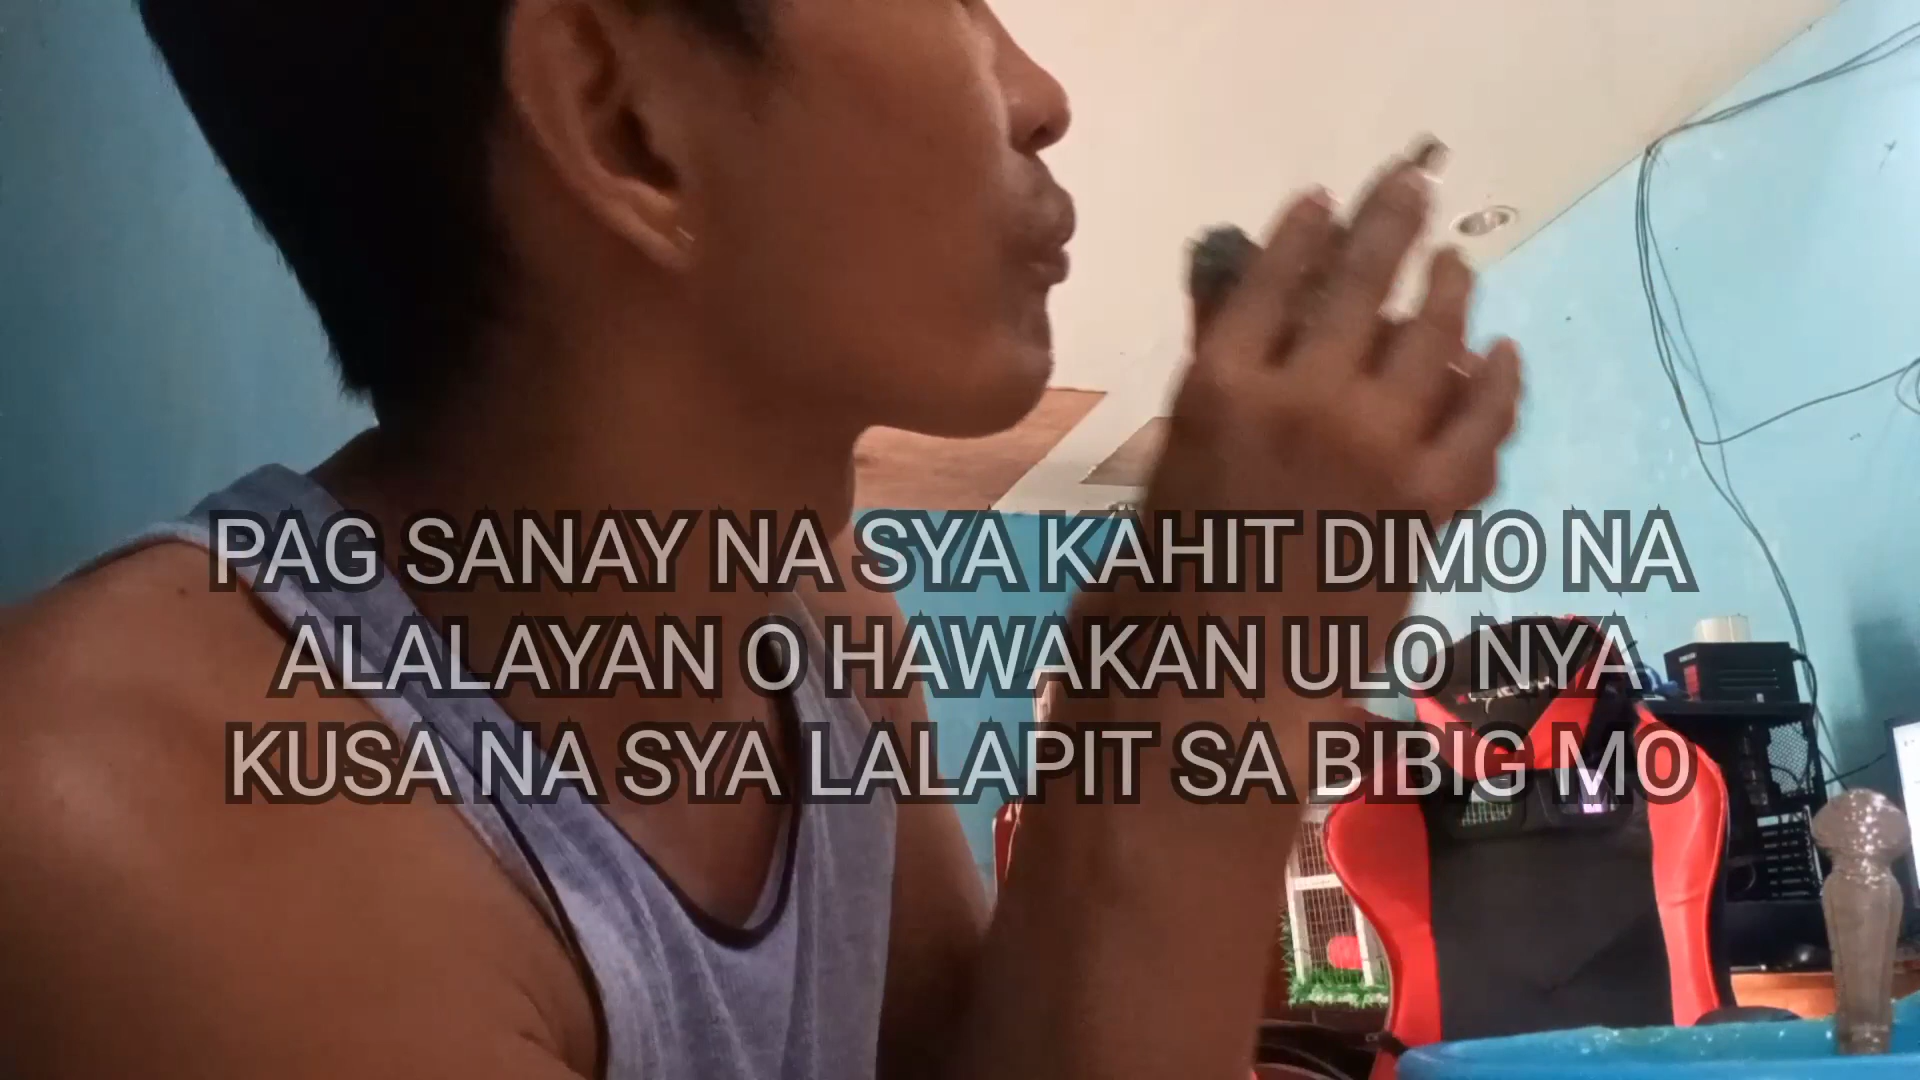 PAG SANAY NA SYA KAHIT DIMO NA
ALALAYAN O HAWAKAN ULO NYA
KUSA NA SYA LALAPIT SA BIBIG MO